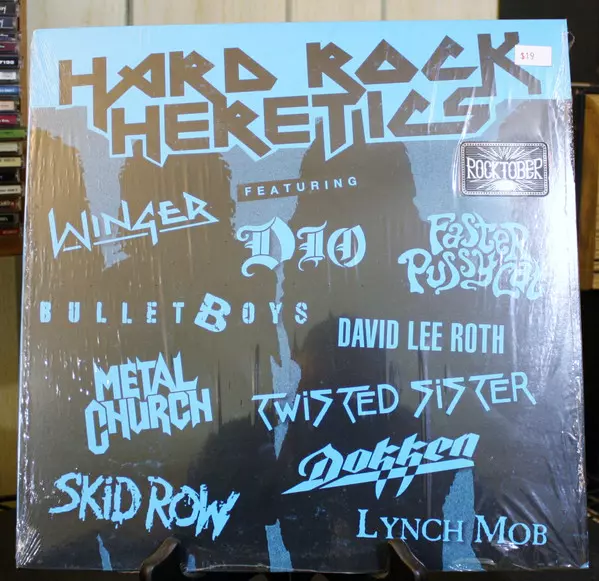 HARD ROCK
HERETICS
$19
ROCKTOBER
FEATURING
WINGER
DIO
FASTER
PUSSYCAT
BULLETBOYS
DAVID LEE ROTH
METAL
CHURCH
TWISTED SISTER
SKID ROW
DOKKEN
LYNCH MOB